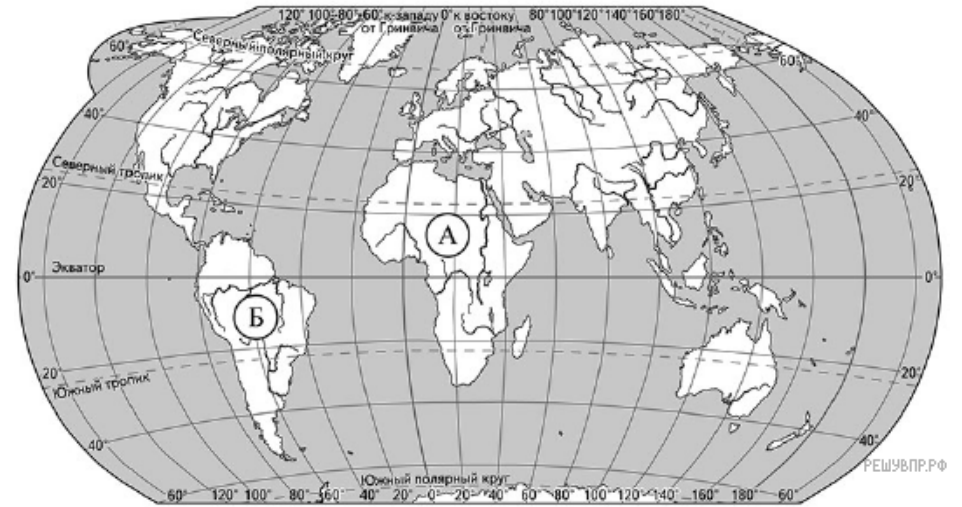 120° 100° 80° 60° к западу 0° к востоку 80° 100° 120° 140° 160° 180°
от Гринвича от Гринвича
Северный полярный круг
60° 60°
40° 40°
Северный тропик
20° 20°
А
Экватор
0° 0°
Б
20° 20°
Южный тропик
40° 40°
РЕШУВПР.РФ
Южный полярный круг
60° 120° 100° 80° 60° 40° 20° 0° 20° 40° 60° 80° 100° 120° 140° 160° 180° 60°